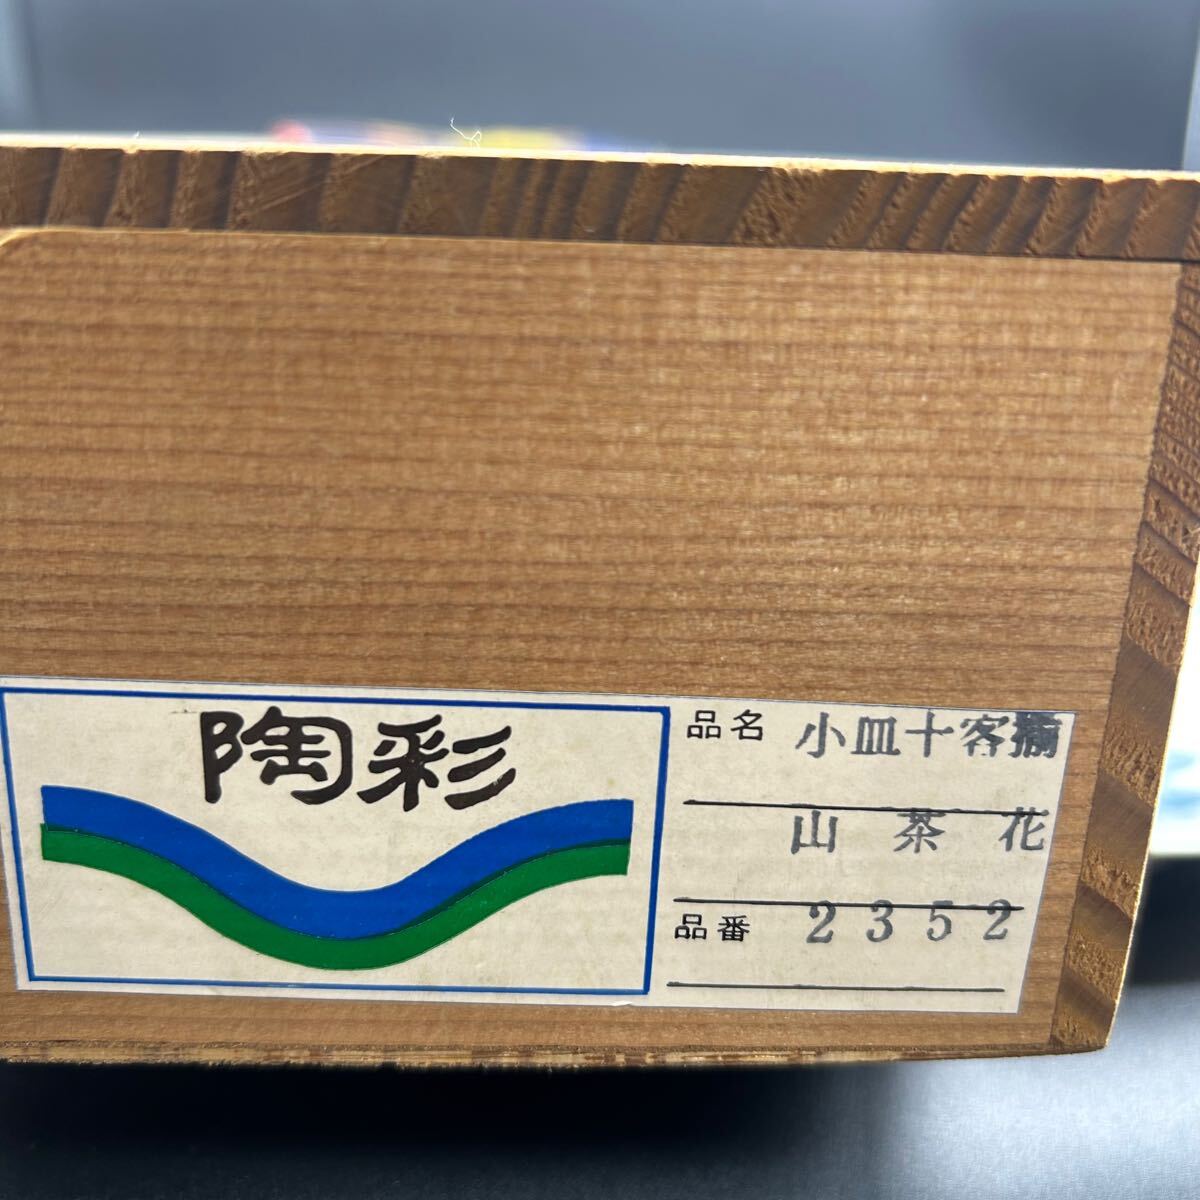 陶彩
品名 小皿十客揃
山茶花
品番 2352